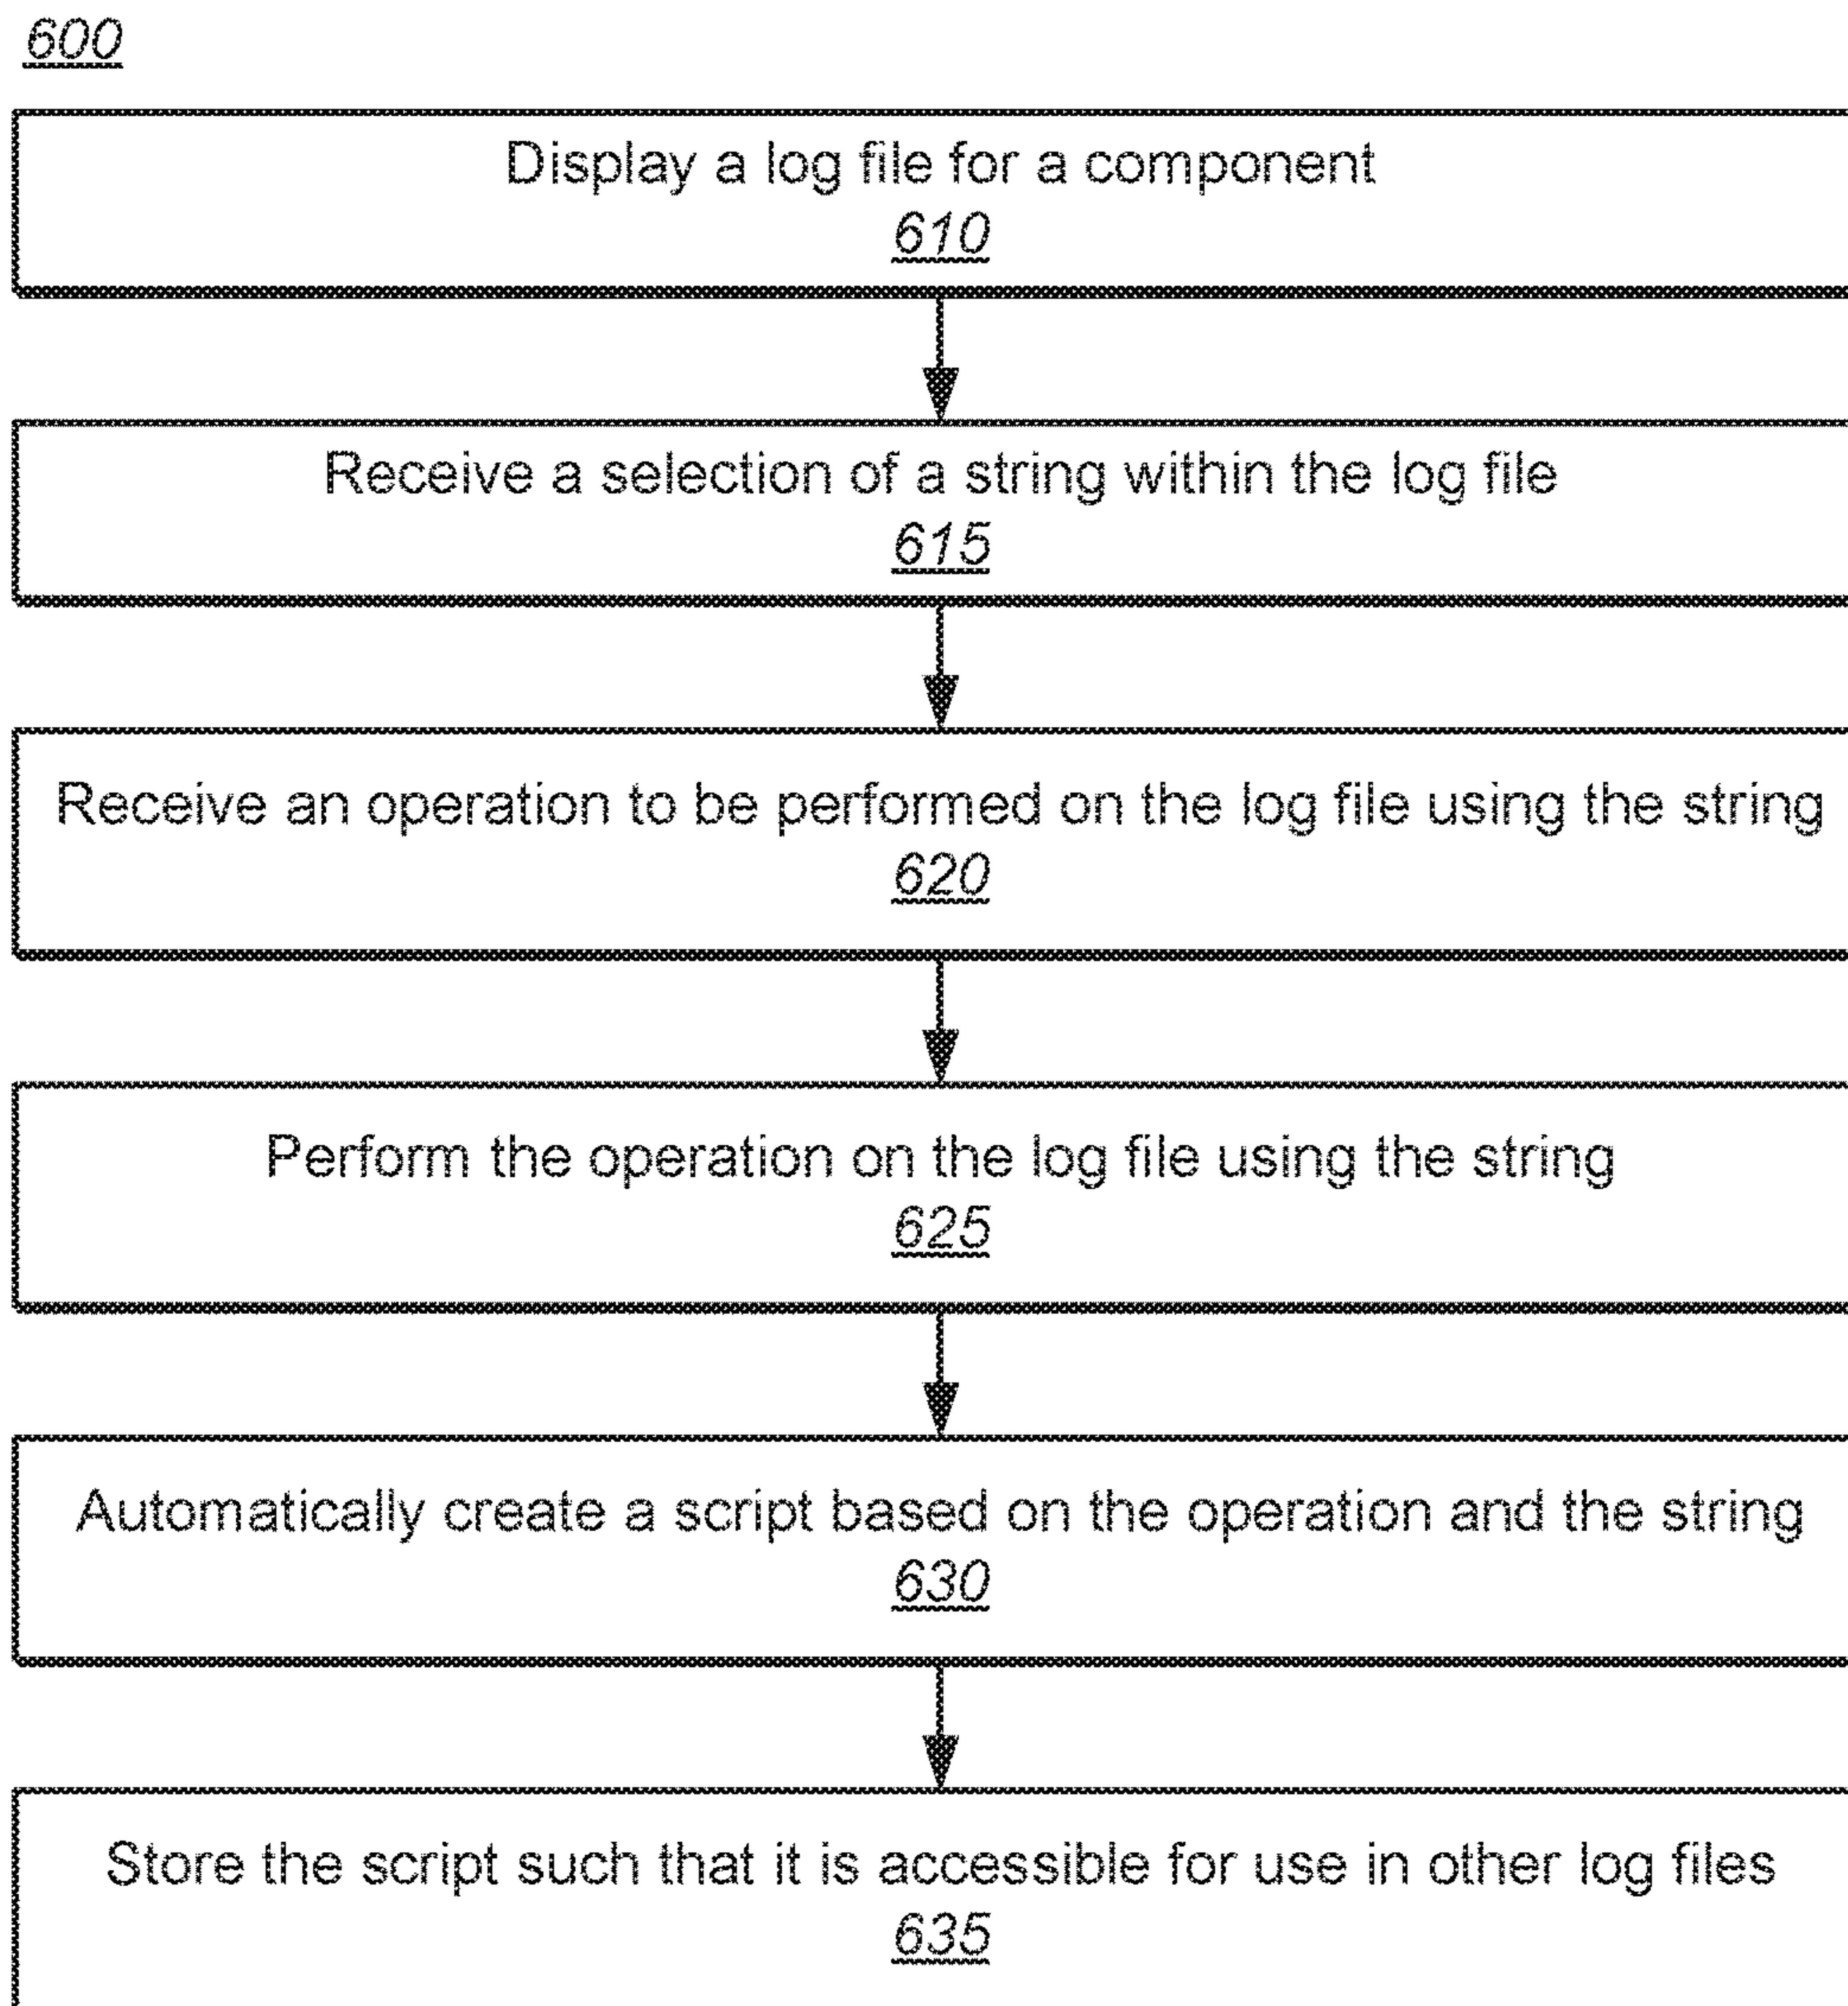 600
Display a log file for a component
610
Receive a selection of a string within the log file
615
Receive an operation to be performed on the log file using the string
620
Perform the operation on the log file using the string
625
Automatically create a script based on the operation and the string
630
Store the script such that it is accessible for use in other log files
635